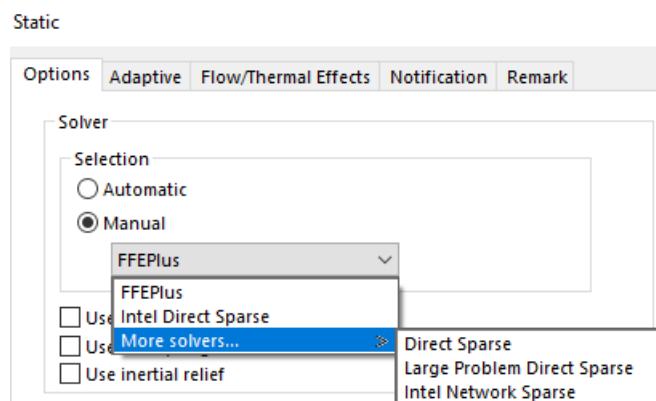 Static
Options Adaptive Flow/Thermal Effects Notification Remark
Solver
Selection
Automatic
Manual
FFEPlus
FFEPlus
Intel Direct Sparse
More solvers...
Direct Sparse
Large Problem Direct Sparse
Intel Network Sparse
Use inertial relief